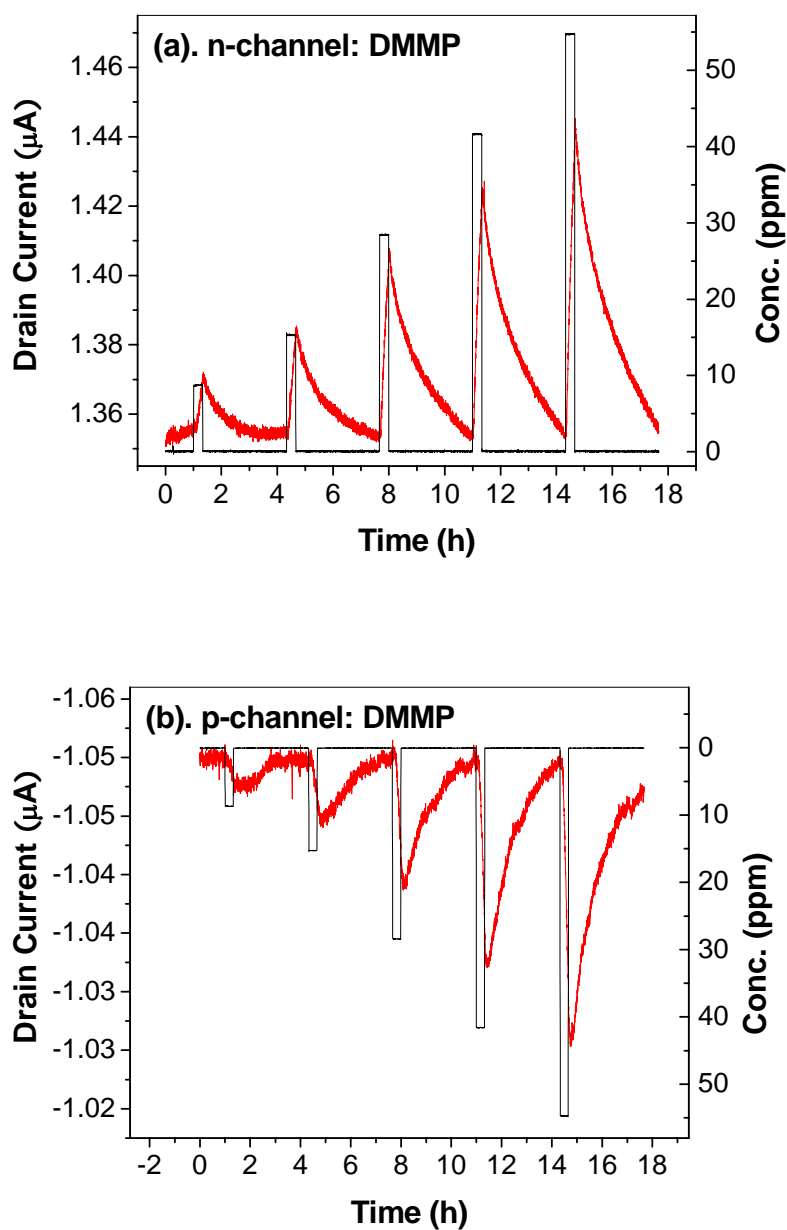 (a). n-channel: DMMP
1.46
1.44
1.42
1.40
1.38
1.36
Drain Current (μA)
50
40
30
20
10
0
Conc. (ppm)
0 2 4 6 8 10 12 14 16 18
Time (h)
(b). p-channel: DMMP
-1.06
-1.05
-1.05
-1.04
-1.04
-1.03
-1.03
-1.02
Drain Current (μA)
0
10
20
30
40
50
Conc. (ppm)
-2 0 2 4 6 8 10 12 14 16 18
Time (h)